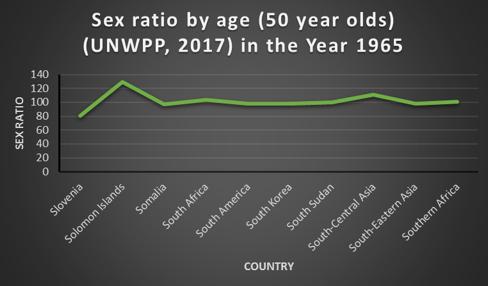 Sex ratio by age (50 year olds)
(UNWPP, 2017) in the Year 1965
SEX RATIO
140
120
100
80
60
40
20
0
Slovenia
Solomon Islands
Somalia
South Africa
South America
South Korea
South Sudan
South-Central Asia
South-Eastern Asia
Southern Africa
COUNTRY